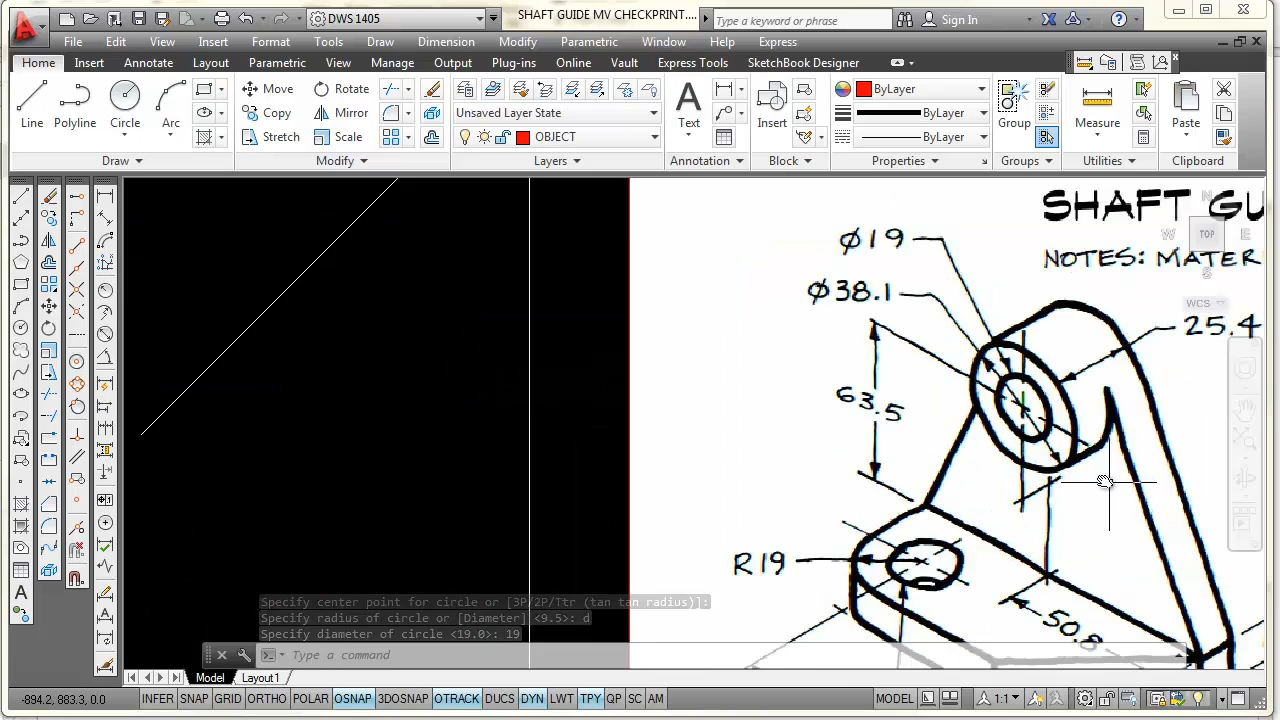 DWS 1405
SHAFT GUIDE MV CHECKPRINT....
Type a keyword or phrase
Sign In
File Edit View Insert Format Tools Draw Dimension Modify Parametric Window Help Express
Home Insert Annotate Layout Parametric View Manage Output Plug-ins Online Vault Express Tools SketchBook Designer
Line Polyline Circle Arc
Move Rotate
Copy
Stretch Scale
Unsaved Layer State
OBJECT
Text
Insert
ByLayer
ByLayer
ByLayer
Group
Measure
Paste
Draw Modify Layers Annotation Block Properties Groups Utilities Clipboard
SHAFT GU
N
W TOP E
S
NOTES: MATER
WCS
Ø19
Ø38.1
25.4
63.5
R19
50.8
Specify center point for circle or [3P/2P/Ttr (tan tan radius)]:
Specify radius of circle or [Diameter] <9.5>: d
Specify diameter of circle <19.0>: 19
Type a command
Model Layout1
-894.2, 883.3, 0.0 INFER SNAP GRID ORTHO POLAR OSNAP 3DOSNAP OTRACK DUCS DYN LWT TPY QP SC AM MODEL 1:1